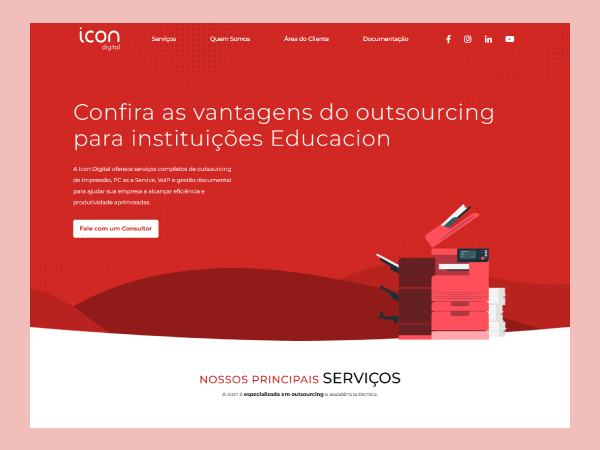 icon
digital
Serviços Quem Somos Área do Cliente Documentação
Confira as vantagens do outsourcing
para instituições Educacion
A Icon Digital oferece serviços completos de outsourcing
de impressão, PC as a Service, VoIP e gestão documental
para ajudar sua empresa a alcançar eficiência e
produtividade aprimoradas.
Fale com um Consultor
NOSSOS PRINCIPAIS SERVIÇOS
A icon é especializada em outsourcing e assistência técnica.